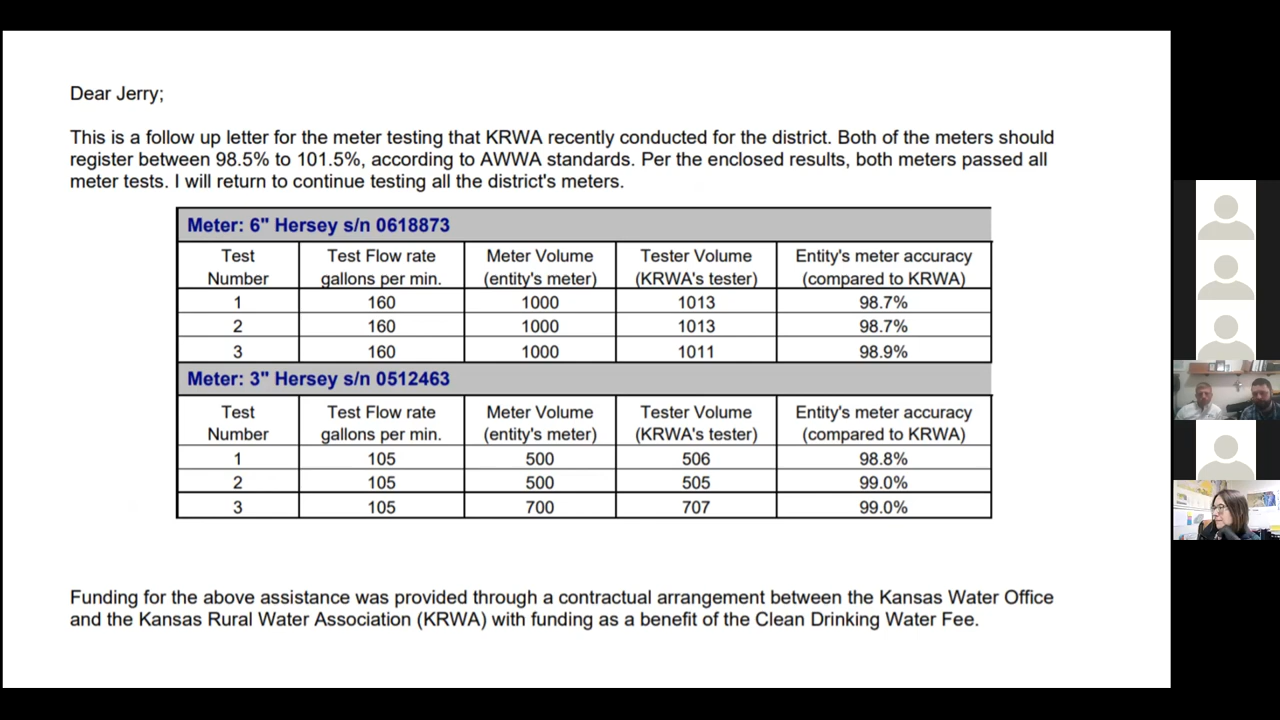 Dear Jerry;
This is a follow up letter for the meter testing that KRWA recently conducted for the district. Both of the meters should
register between 98.5% to 101.5%, according to AWWA standards. Per the enclosed results, both meters passed all
meter tests. I will return to continue testing all the district's meters.
Meter: 6" Hersey s/n 0618873
Test Test Flow rate Meter Volume Tester Volume Entity's meter accuracy
Number gallons per min. (entity's meter) (KRWA's tester) (compared to KRWA)
1 160 1000 1013 98.7%
2 160 1000 1013 98.7%
3 160 1000 1011 98.9%
Meter: 3" Hersey s/n 0512463
Test Test Flow rate Meter Volume Tester Volume Entity's meter accuracy
Number gallons per min. (entity's meter) (KRWA's tester) (compared to KRWA)
1 105 500 506 98.8%
2 105 500 505 99.0%
3 105 700 707 99.0%
Funding for the above assistance was provided through a contractual arrangement between the Kansas Water Office
and the Kansas Rural Water Association (KRWA) with funding as a benefit of the Clean Drinking Water Fee.